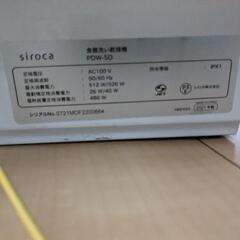 siroca
食器洗い乾燥機
PDW-5D
定格電圧 AC100 V
定格周波数 50/60 Hz
最大消費電力 512 W/526 W
電動機定格消費電力 26 W/40 W
電熱装置定格消費電力 486 W
防水等級 IPX1
シリアルNo. 0721MDF2200664